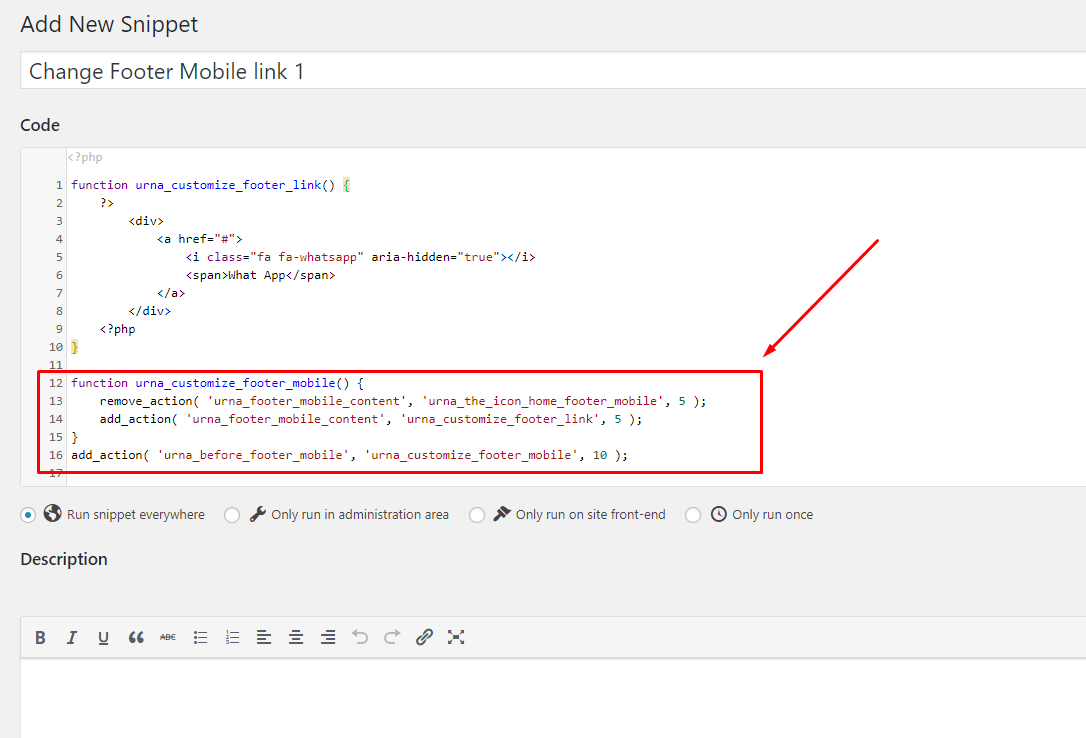 Add New Snippet
Change Footer Mobile link 1
Code
<?php
1 function urna_customize_footer_link() {
2 ?>
3 <div>
4 <a href="#">
5 <i class="fa fa-whatsapp" aria-hidden="true"></i>
6 <span>What App</span>
7 </a>
8 </div>
9 <?php
10 }
11
12 function urna_customize_footer_mobile() {
13 remove_action( 'urna_footer_mobile_content', 'urna_the_icon_home_footer_mobile', 5 );
14 add_action( 'urna_footer_mobile_content', 'urna_customize_footer_link', 5 );
15 }
16 add_action( 'urna_before_footer_mobile', 'urna_customize_footer_mobile', 10 );
17
Run snippet everywhere Only run in administration area Only run on site front-end Only run once
Description
B I U ABC